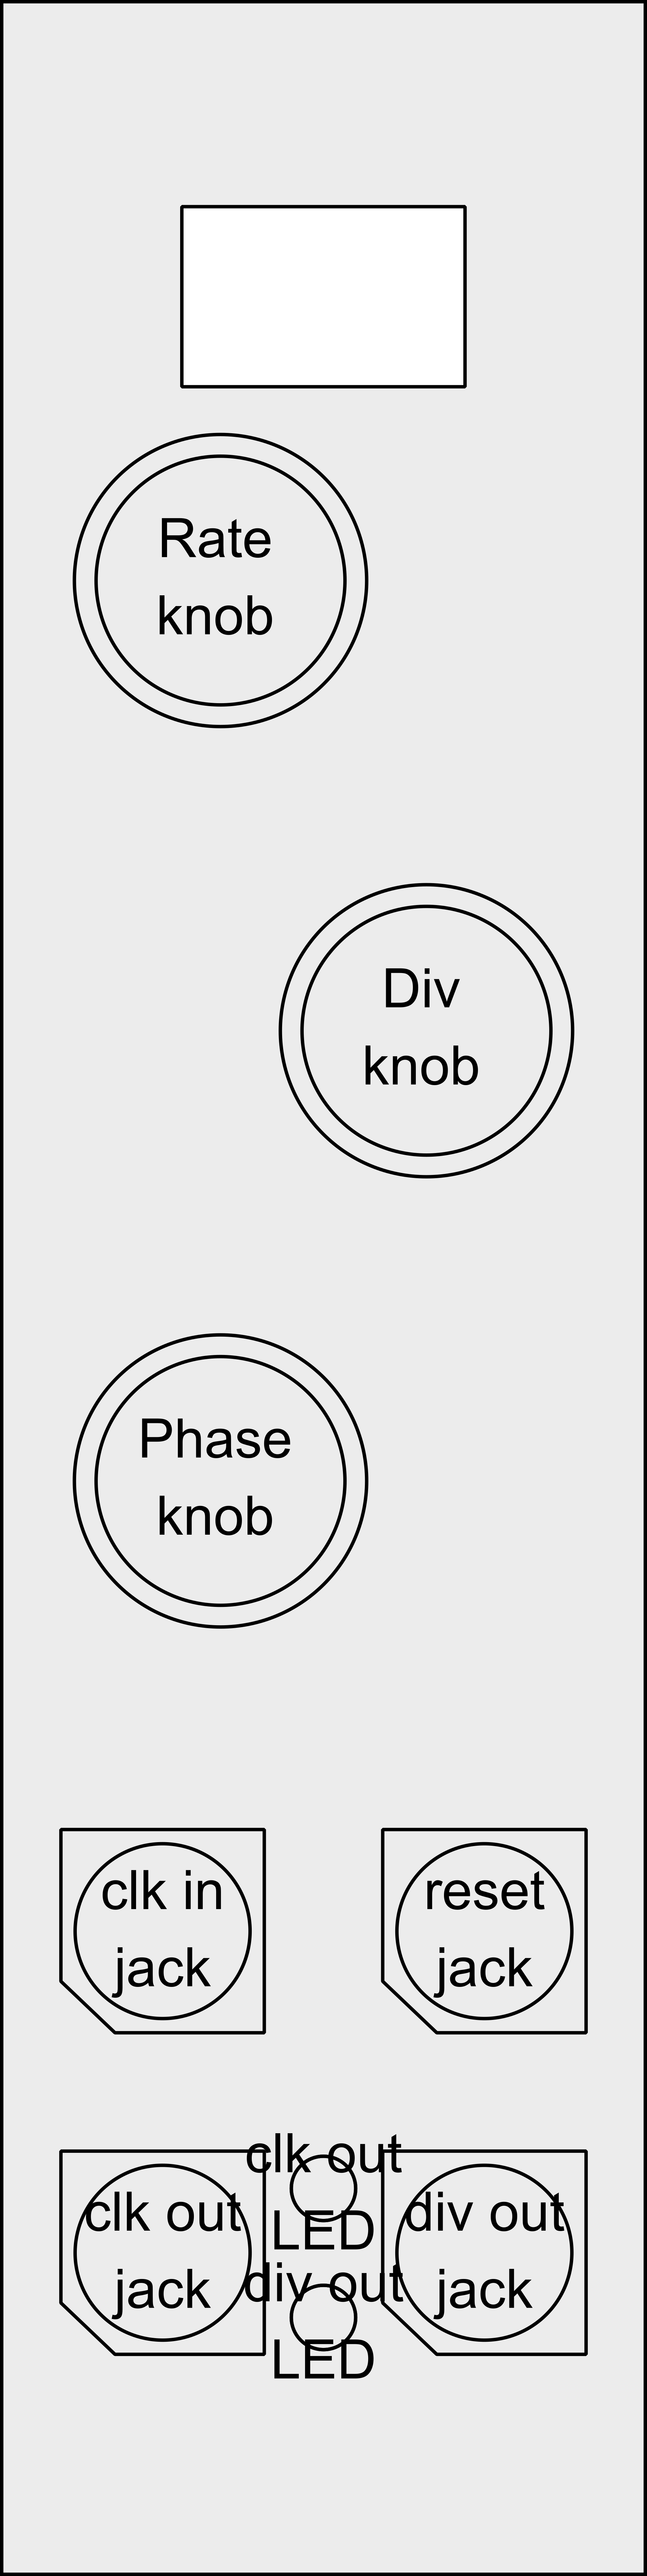 Rate
knob
Div
knob
Phase
knob
clk in
jack
reset
jack
clk out
jack
clk out
LED
div out
LED
div out
jack